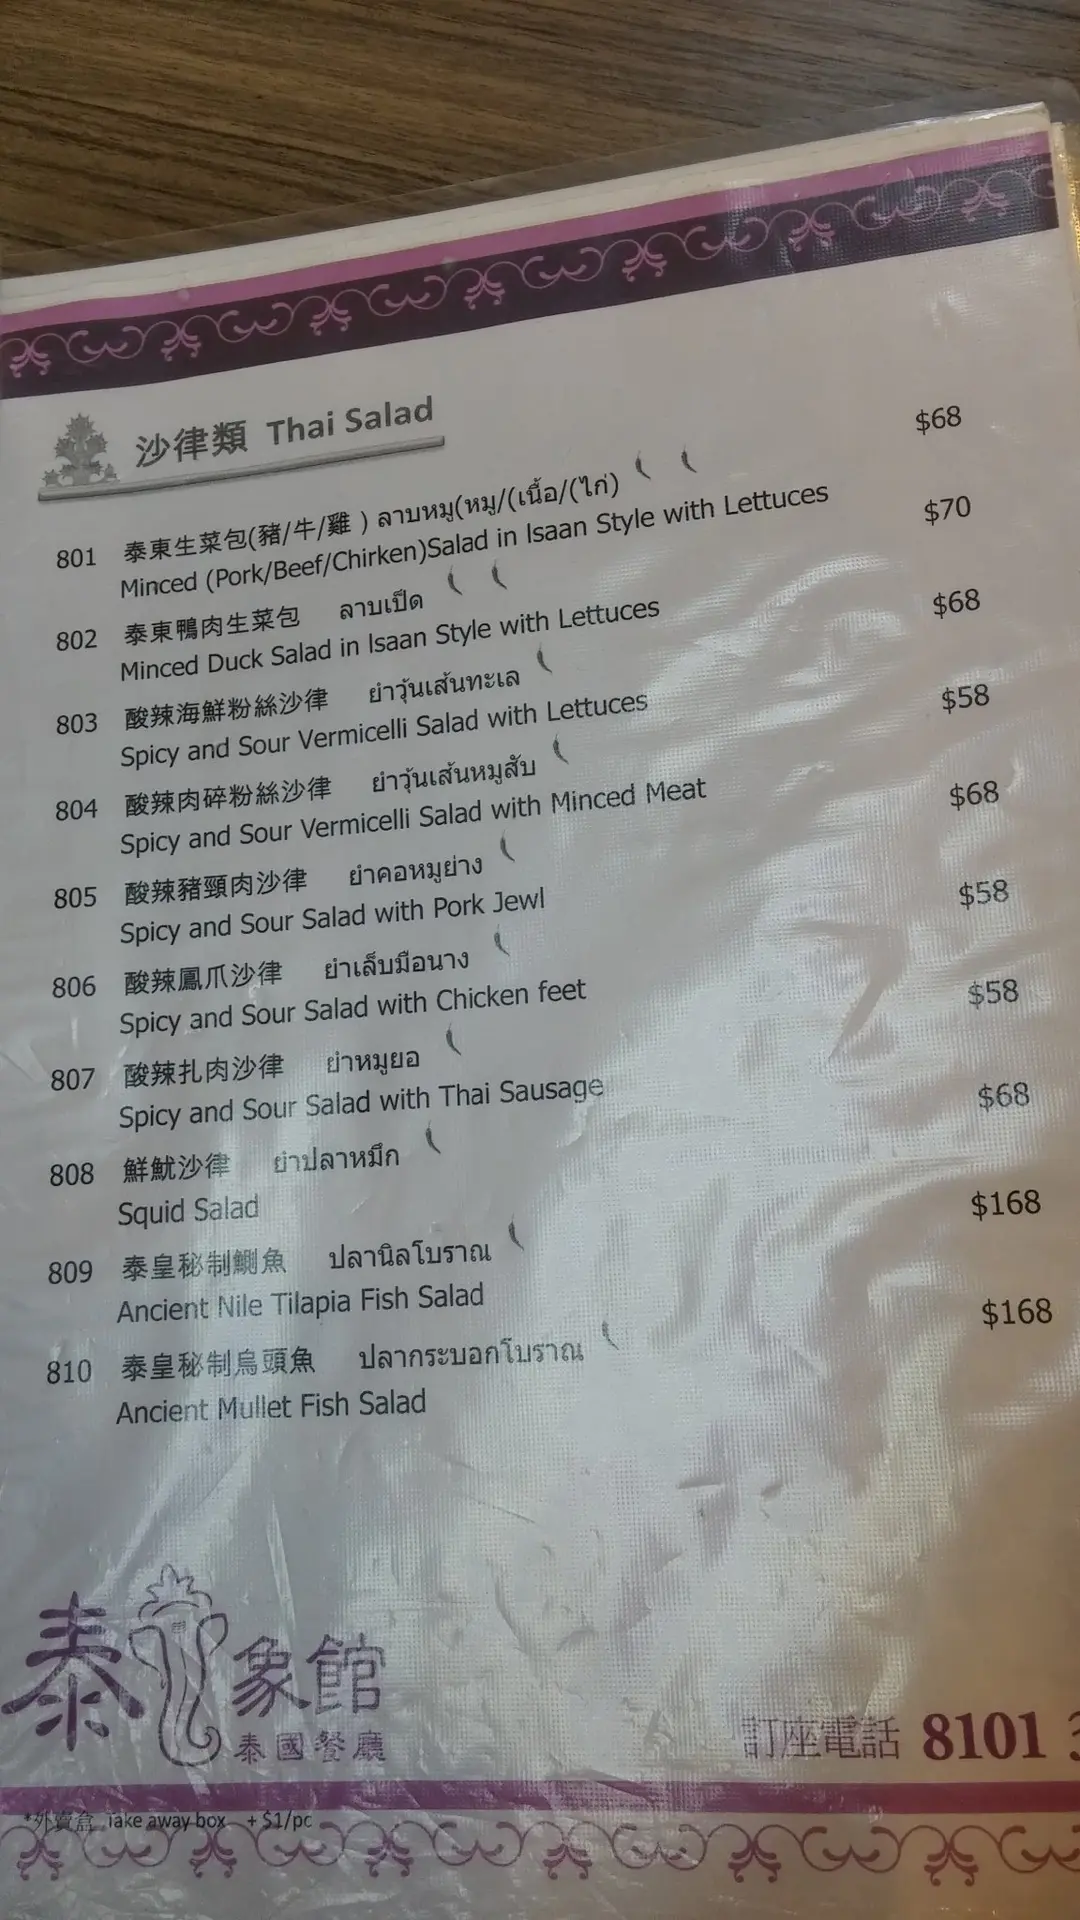 沙律類 Thai Salad
801 泰東生菜包(豬/牛/雞 ) ลาบหมู(หมู/(เนื้อ/(ไก่) $68
Minced (Pork/Beef/Chirken)Salad in Isaan Style with Lettuces
802 泰東鴨肉生菜包 ลาบเป็ด $70
Minced Duck Salad in Isaan Style with Lettuces
803 酸辣海鮮粉絲沙律 ยำวุ้นเส้นทะเล $68
Spicy and Sour Vermicelli Salad with Lettuces
804 酸辣肉碎粉絲沙律 ยำวุ้นเส้นหมูสับ $58
Spicy and Sour Vermicelli Salad with Minced Meat
805 酸辣豬頸肉沙律 ยำคอหมูย่าง $68
Spicy and Sour Salad with Pork Jewl
806 酸辣鳳爪沙律 ยำเล็บมือนาง $58
Spicy and Sour Salad with Chicken feet
807 酸辣扎肉沙律 ยำหมูยอ $58
Spicy and Sour Salad with Thai Sausage
808 鮮魷沙律 ยำปลาหมึก $68
Squid Salad
809 泰皇秘制鰂魚 ปลานิลโบราณ $168
Ancient Nile Tilapia Fish Salad
810 泰皇秘制烏頭魚 ปลากระบอกโบราณ $168
Ancient Mullet Fish Salad
泰象館
泰國餐廳
訂座電話 8101
*外賣盒 Take away box + $1/pc